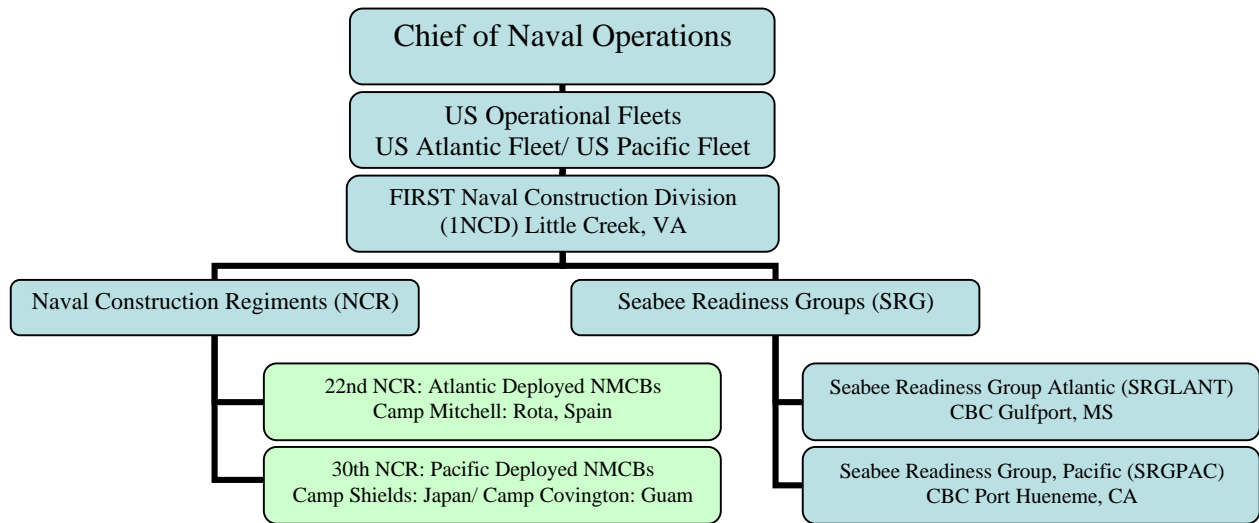 Chief of Naval Operations
US Operational Fleets
US Atlantic Fleet/ US Pacific Fleet
FIRST Naval Construction Division
(1NCD) Little Creek, VA
Naval Construction Regiments (NCR)
Seabee Readiness Groups (SRG)
22nd NCR: Atlantic Deployed NMCBs
Camp Mitchell: Rota, Spain
30th NCR: Pacific Deployed NMCBs
Camp Shields: Japan/ Camp Covington: Guam
Seabee Readiness Group Atlantic (SRGLANT)
CBC Gulfport, MS
Seabee Readiness Group, Pacific (SRGPAC)
CBC Port Hueneme, CA